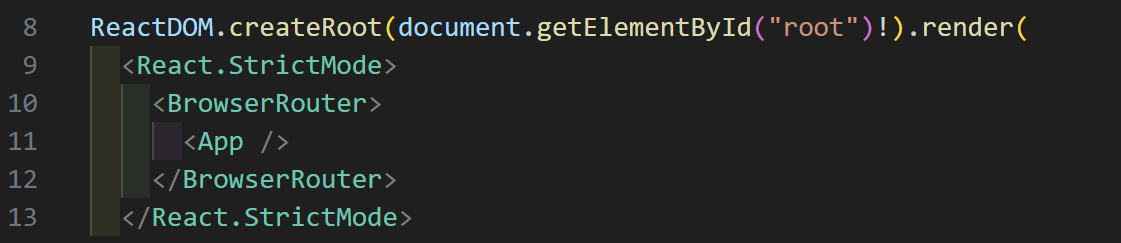 8 ReactDOM.createRoot(document.getElementById("root")!).render(
9 <React.StrictMode>
10 <BrowserRouter>
11 <App />
12 </BrowserRouter>
13 </React.StrictMode>